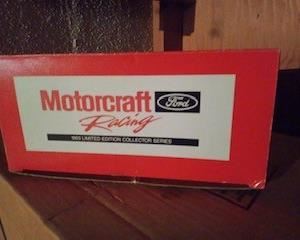 Motorcraft Ford
Racing
1993 LIMITED EDITION COLLECTOR SERIES